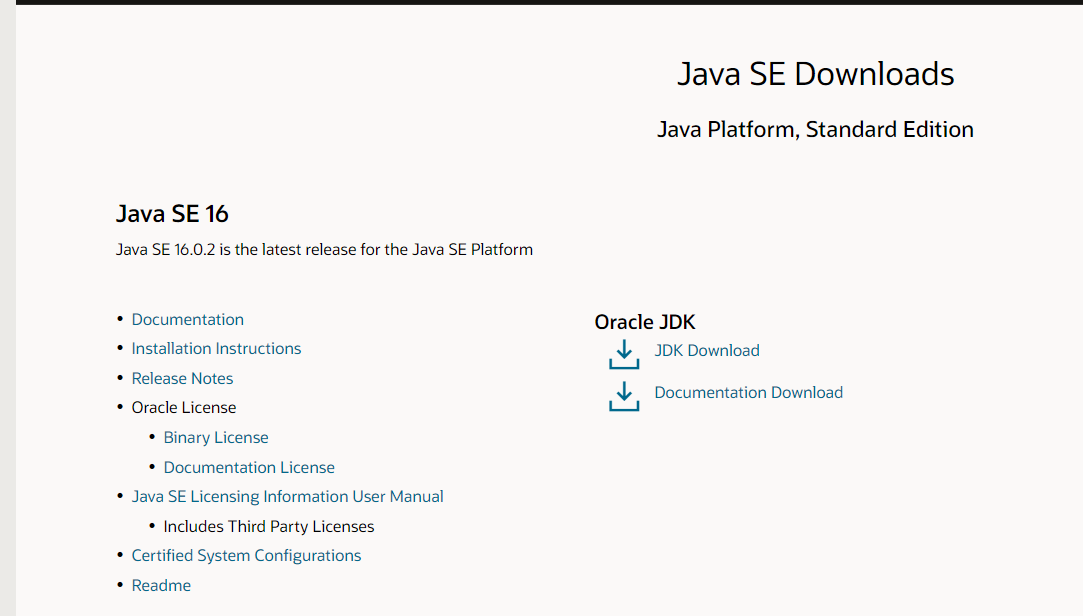 Java SE Downloads
Java Platform, Standard Edition
Java SE 16
Java SE 16.0.2 is the latest release for the Java SE Platform
• Documentation
• Installation Instructions
• Release Notes
• Oracle License
• Binary License
• Documentation License
• Java SE Licensing Information User Manual
• Includes Third Party Licenses
• Certified System Configurations
• Readme
Oracle JDK
JDK Download
Documentation Download